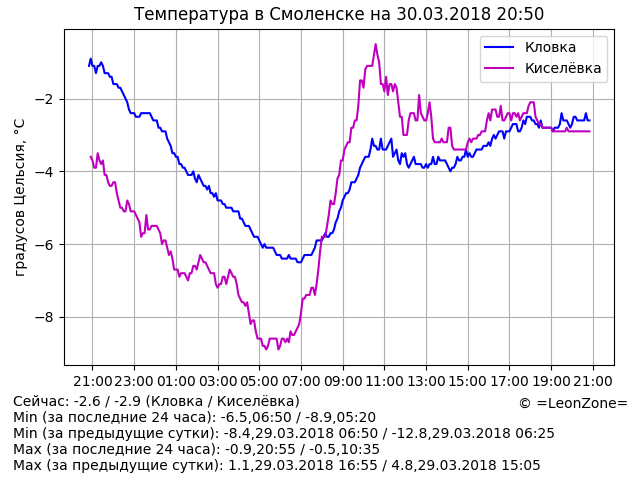 Температура в Смоленске на 30.03.2018 20:50
Кловка
Киселёвка
градусов Цельсия, °C
−2
−4
−6
−8
21:00 23:00 01:00 03:00 05:00 07:00 09:00 11:00 13:00 15:00 17:00 19:00 21:00
Сейчас: -2.6 / -2.9 (Кловка / Киселёвка)
© =LeonZone=
Min (за последние 24 часа): -6.5,06:50 / -8.9,05:20
Min (за предыдущие сутки): -8.4,29.03.2018 06:50 / -12.8,29.03.2018 06:25
Max (за последние 24 часа): -0.9,20:55 / -0.5,10:35
Max (за предыдущие сутки): 1.1,29.03.2018 16:55 / 4.8,29.03.2018 15:05